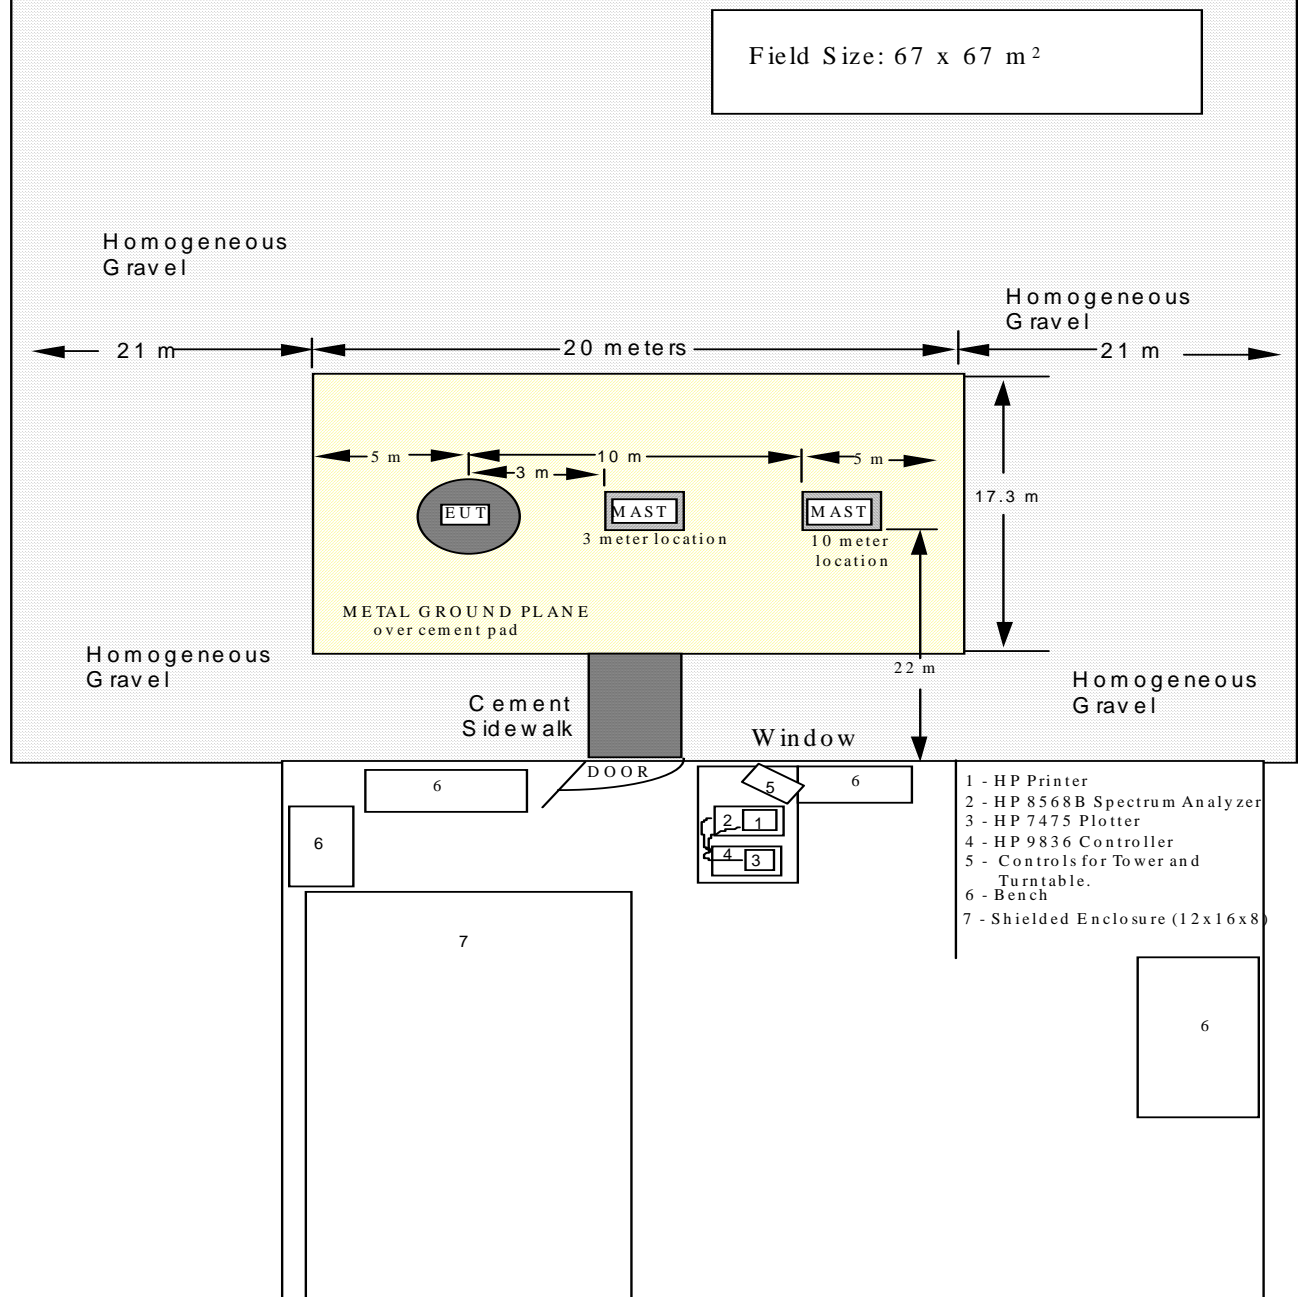 Field Size: 67 x 67 m²
Homogeneous
Gravel
Homogeneous
Gravel
21 m
20 meters
21 m
5 m
10 m
5 m
3 m
17.3 m
EUT
MAST
MAST
3 meter location
10 meter
location
METAL GROUND PLANE
over cement pad
Homogeneous
Gravel
22 m
Homogeneous
Gravel
Cement
Sidewalk
Window
DOOR
6
5
6
1 - HP Printer
2 - HP 8568B Spectrum Analyzer
3 - HP 7475 Plotter
4 - HP 9836 Controller
5 - Controls for Tower and
Turntable.
6 - Bench
7 - Shielded Enclosure (12x16x8)
2
1
6
4
3
7
6